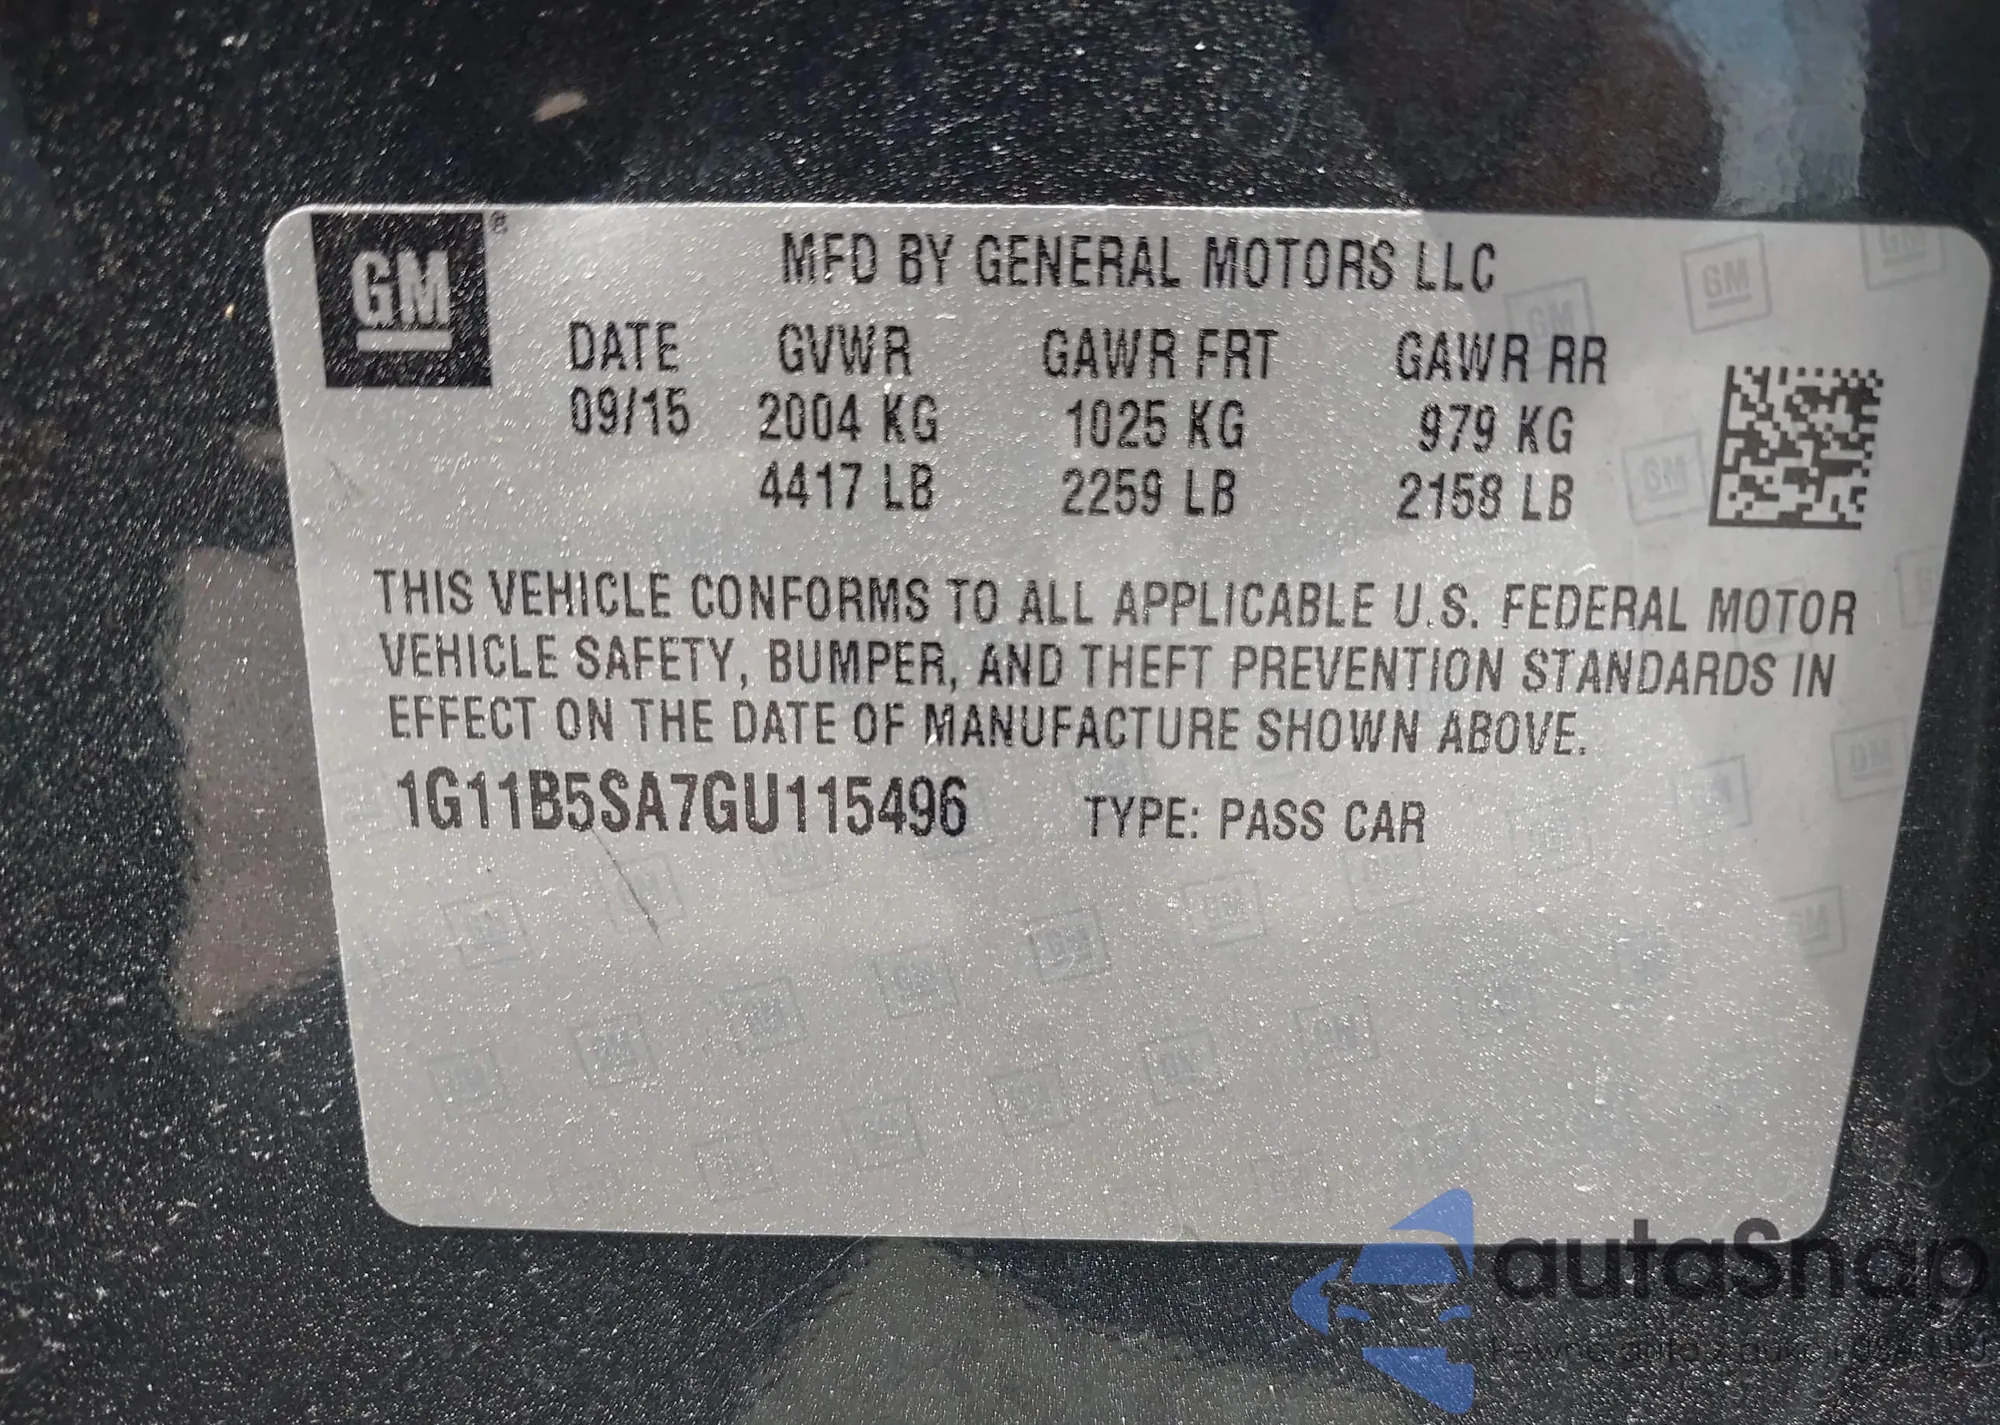 GM®
MFD BY GENERAL MOTORS LLC
DATE GVWR GAWR FRT GAWR RR
09/15 2004 KG 1025 KG 979 KG
4417 LB 2259 LB 2158 LB
THIS VEHICLE CONFORMS TO ALL APPLICABLE U.S. FEDERAL MOTOR
VEHICLE SAFETY, BUMPER, AND THEFT PREVENTION STANDARDS IN
EFFECT ON THE DATE OF MANUFACTURE SHOWN ABOVE.
1G11B5SA7GU115496 TYPE: PASS CAR
autaSnap
auta z